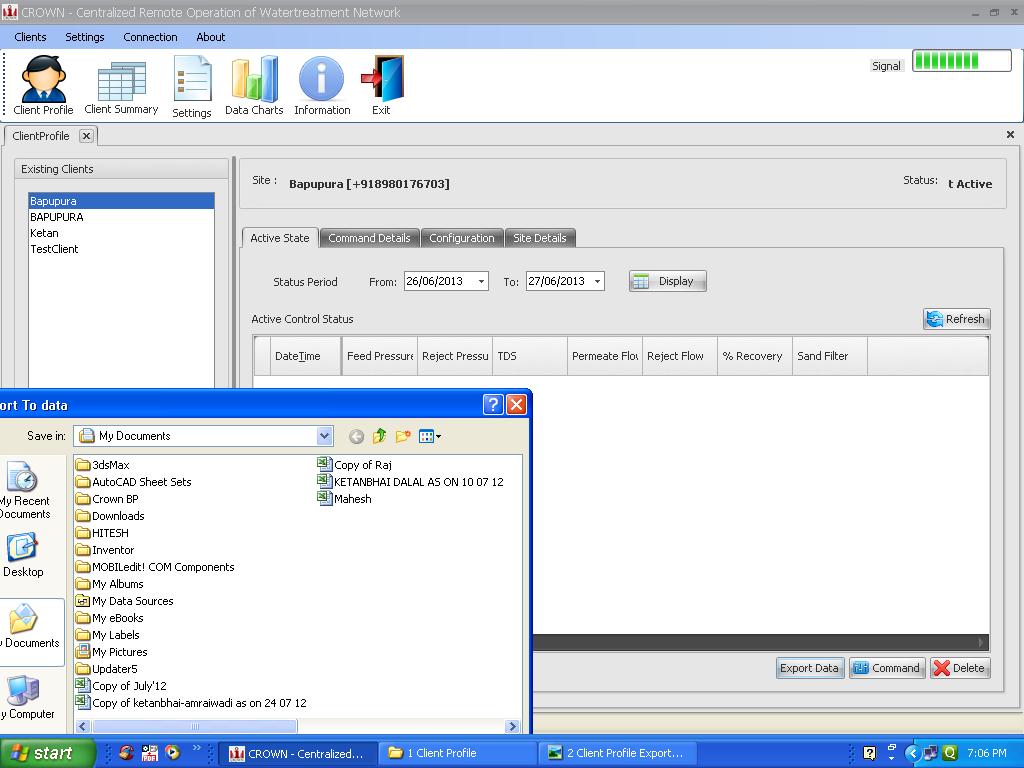 CROWN - Centralized Remote Operation of Watertreatment Network
Clients Settings Connection About
Client Profile Client Summary Settings Data Charts Information Exit
Signal
ClientProfile
Existing Clients
Bapupura
BAPUPURA
Ketan
TestClient
Site : Bapupura [+918980176703]
Status: t Active
Active State Command Details Configuration Site Details
Status Period From: 26/06/2013 To: 27/06/2013 Display
Active Control Status
Refresh
DateTime Feed Pressure Reject Pressu TDS Permeate Flou Reject Flow % Recovery Sand Filter
ort To data
Save in: My Documents
My Recent
Documents
Desktop
y Documents
y Computer
3dsMax
AutoCAD Sheet Sets
Crown BP
Downloads
HITESH
Inventor
MOBILedit! COM Components
My Albums
My Data Sources
My eBooks
My Labels
My Pictures
Updater5
Copy of July'12
Copy of ketanbhai-amraiwadi as on 24 07 12
Copy of Raj
KETANBHAI DALAL AS ON 10 07 12
Mahesh
Export Data Command Delete
start
CROWN - Centralized...
1 Client Profile
2 Client Profile Export...
7:06 PM